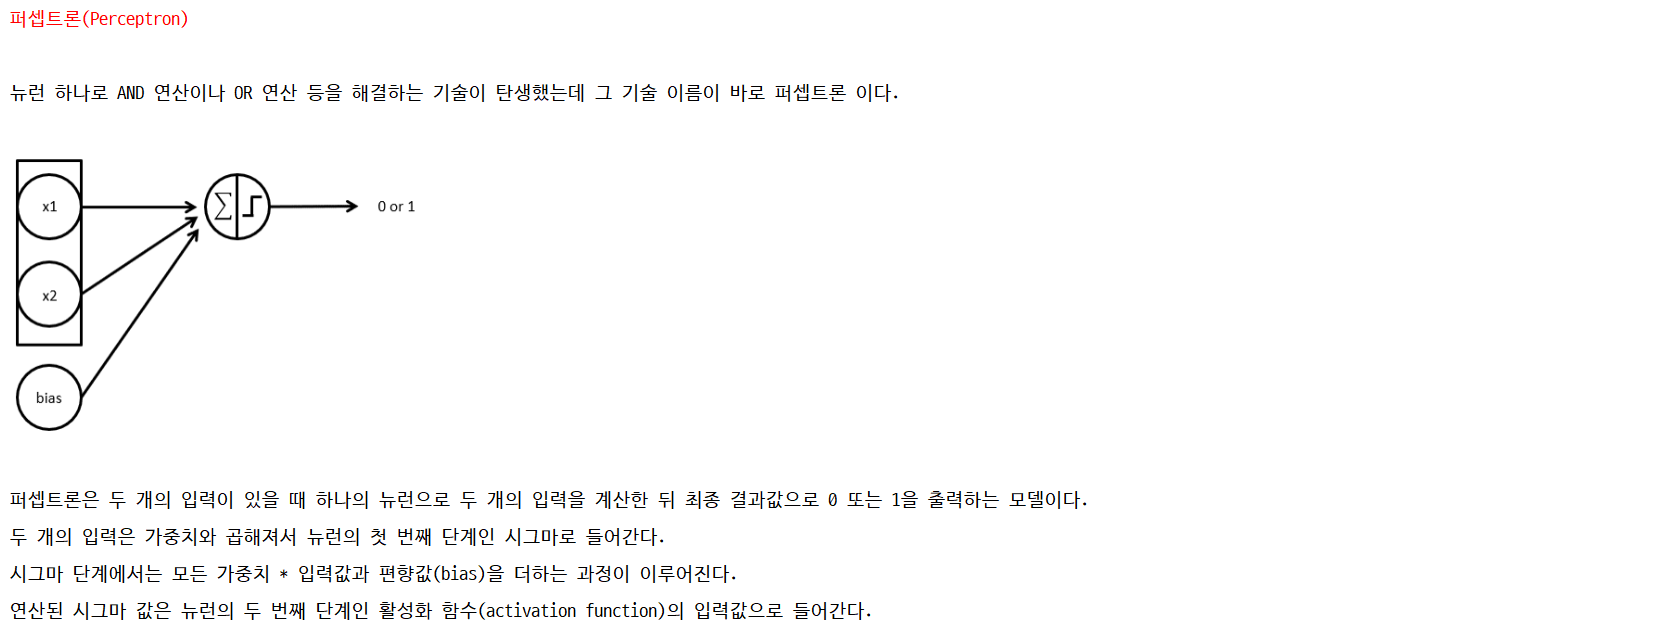 퍼셉트론(Perceptron)
뉴런 하나로 AND 연산이나 OR 연산 등을 해결하는 기술이 탄생했는데 그 기술 이름이 바로 퍼셉트론 이다.
x1
∑
0 or 1
x2
bias
퍼셉트론은 두 개의 입력이 있을 때 하나의 뉴런으로 두 개의 입력을 계산한 뒤 최종 결과값으로 0 또는 1을 출력하는 모델이다.
두 개의 입력은 가중치와 곱해져서 뉴런의 첫 번째 단계인 시그마로 들어간다.
시그마 단계에서는 모든 가중치 * 입력값과 편향값(bias)을 더하는 과정이 이루어진다.
연산된 시그마 값은 뉴런의 두 번째 단계인 활성화 함수(activation function)의 입력값으로 들어간다.